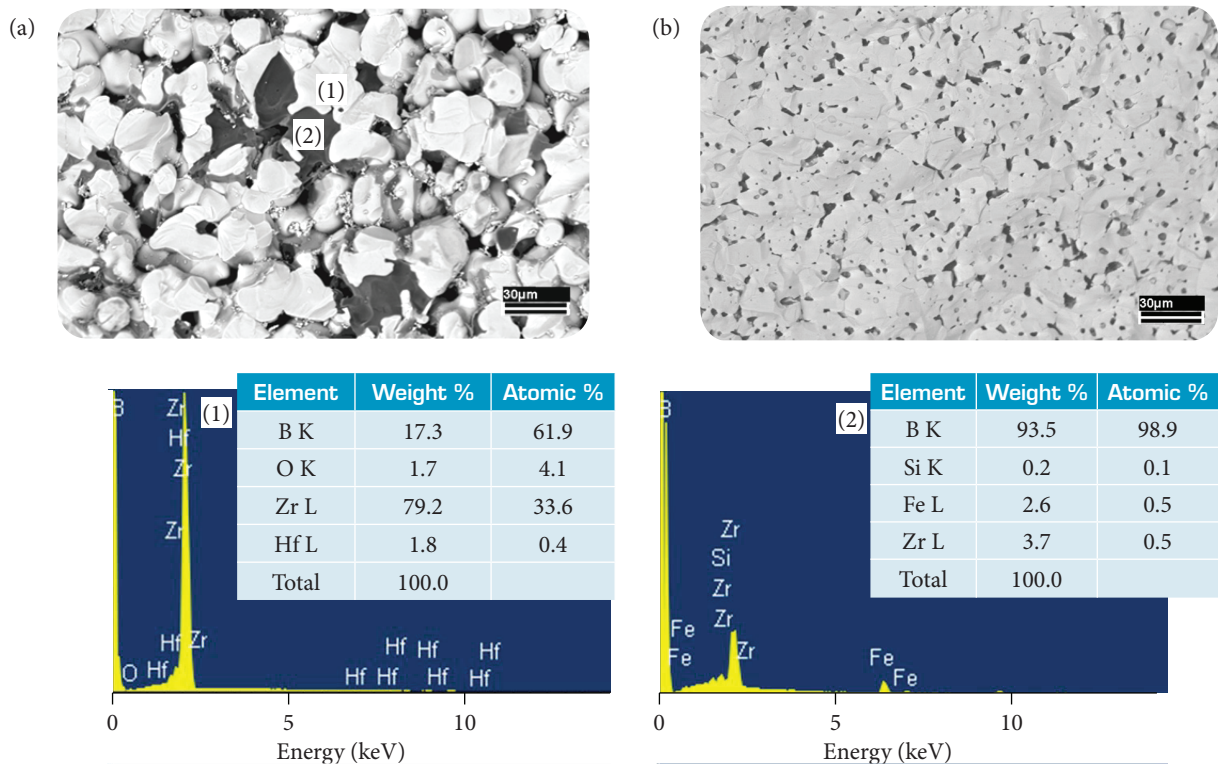 (a)
(b)
(1)
(2)
30µm
30µm
(1)
Element Weight % Atomic %
B K 17.3 61.9
O K 1.7 4.1
Zr L 79.2 33.6
Hf L 1.8 0.4
Total 100.0
B
Zr
Hf
Zr
Zr
O
Hf
Hf
Zr
Hf
Hf
Hf
Hf
Hf
Hf
Hf
0 5 10
Energy (keV)
(2)
Element Weight % Atomic %
B K 93.5 98.9
Si K 0.2 0.1
Fe L 2.6 0.5
Zr L 3.7 0.5
Total 100.0
B
Zr
Si
Zr
Zr
Zr
Fe
Fe
Fe
Fe
0 5 10
Energy (keV)